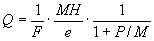 Q = 1/F · MH/e · 1/(1 + P/M)